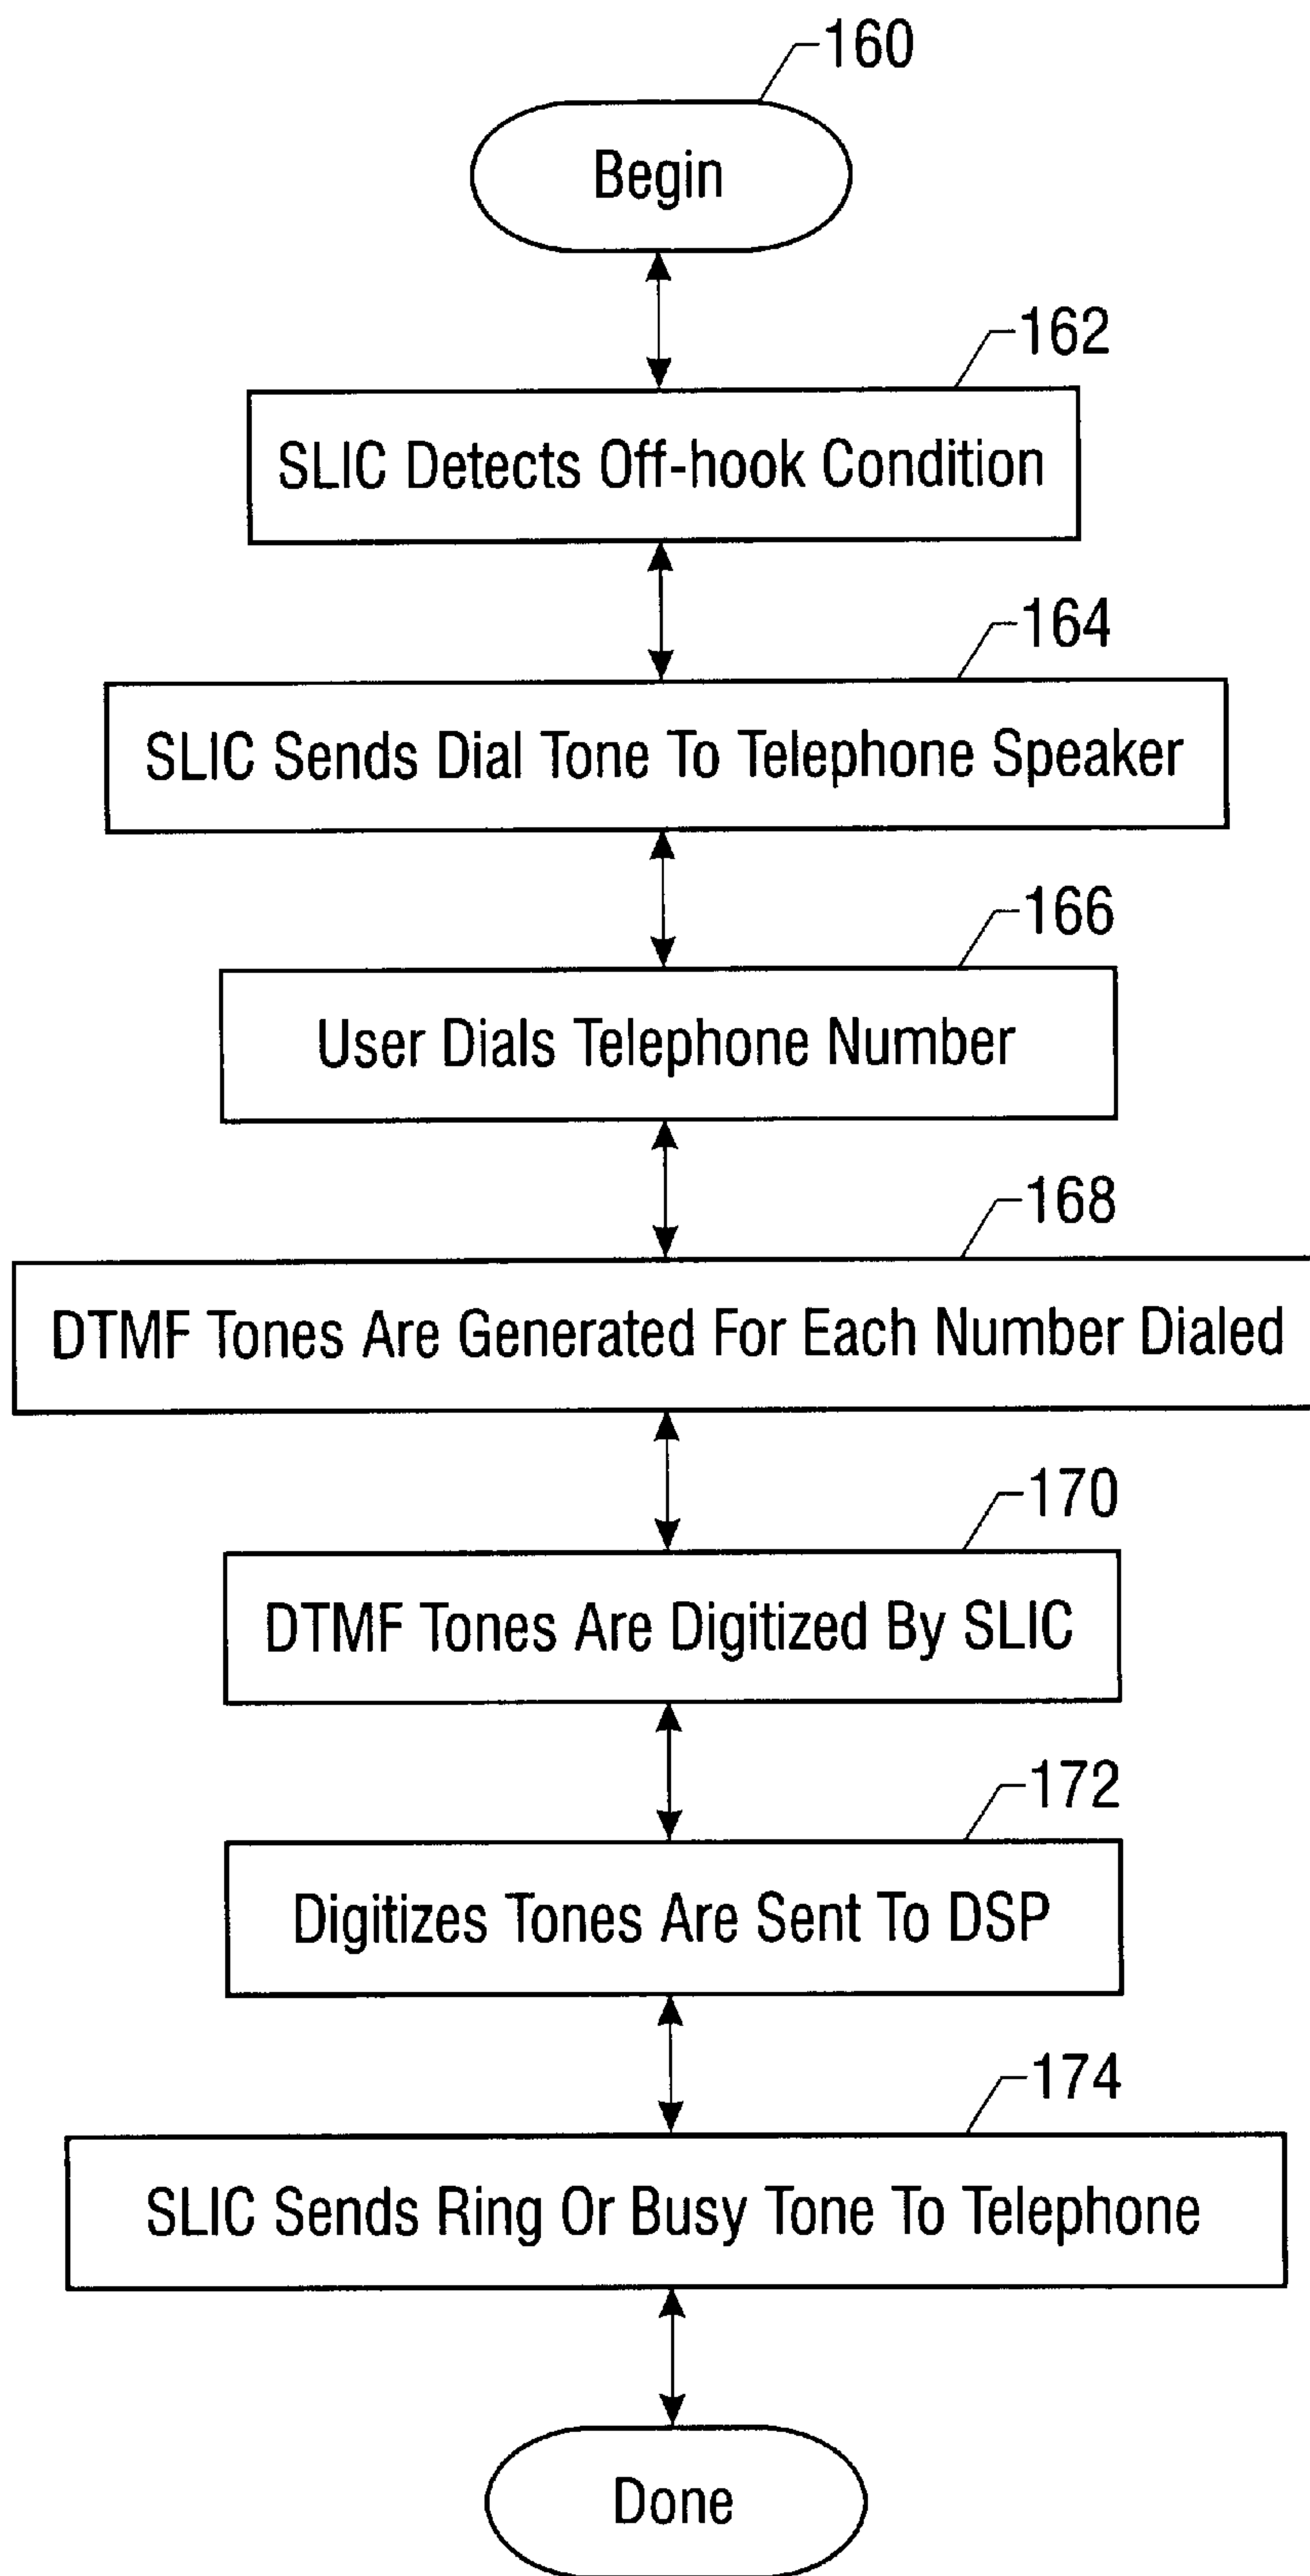 160
Begin
162
SLIC Detects Off-hook Condition
164
SLIC Sends Dial Tone To Telephone Speaker
166
User Dials Telephone Number
168
DTMF Tones Are Generated For Each Number Dialed
170
DTMF Tones Are Digitized By SLIC
172
Digitizes Tones Are Sent To DSP
174
SLIC Sends Ring Or Busy Tone To Telephone
Done